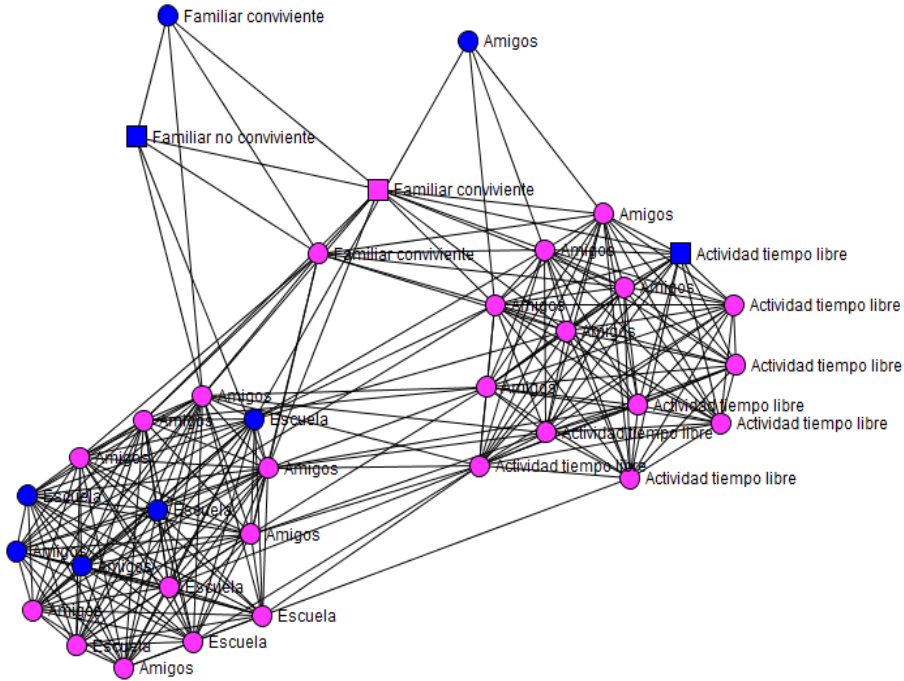 Familiar conviviente
Amigos
Familiar no conviviente
Familiar conviviente
Amigos
Familiar conviviente
Amigos
Actividad tiempo libre
Amigos
Amigos
Actividad tiempo libre
Amigos
Actividad tiempo libre
Amigos
Amigos
Actividad tiempo libre
Amigos
Escuela
Actividad tiempo libre
Actividad tiempo libre
Amigos
Amigos
Actividad tiempo libre
Actividad tiempo libre
Escuela
Escuela
Amigos
Amigos
Amigos
Escuela
Amigos
Escuela
Escuela
Escuela
Amigos